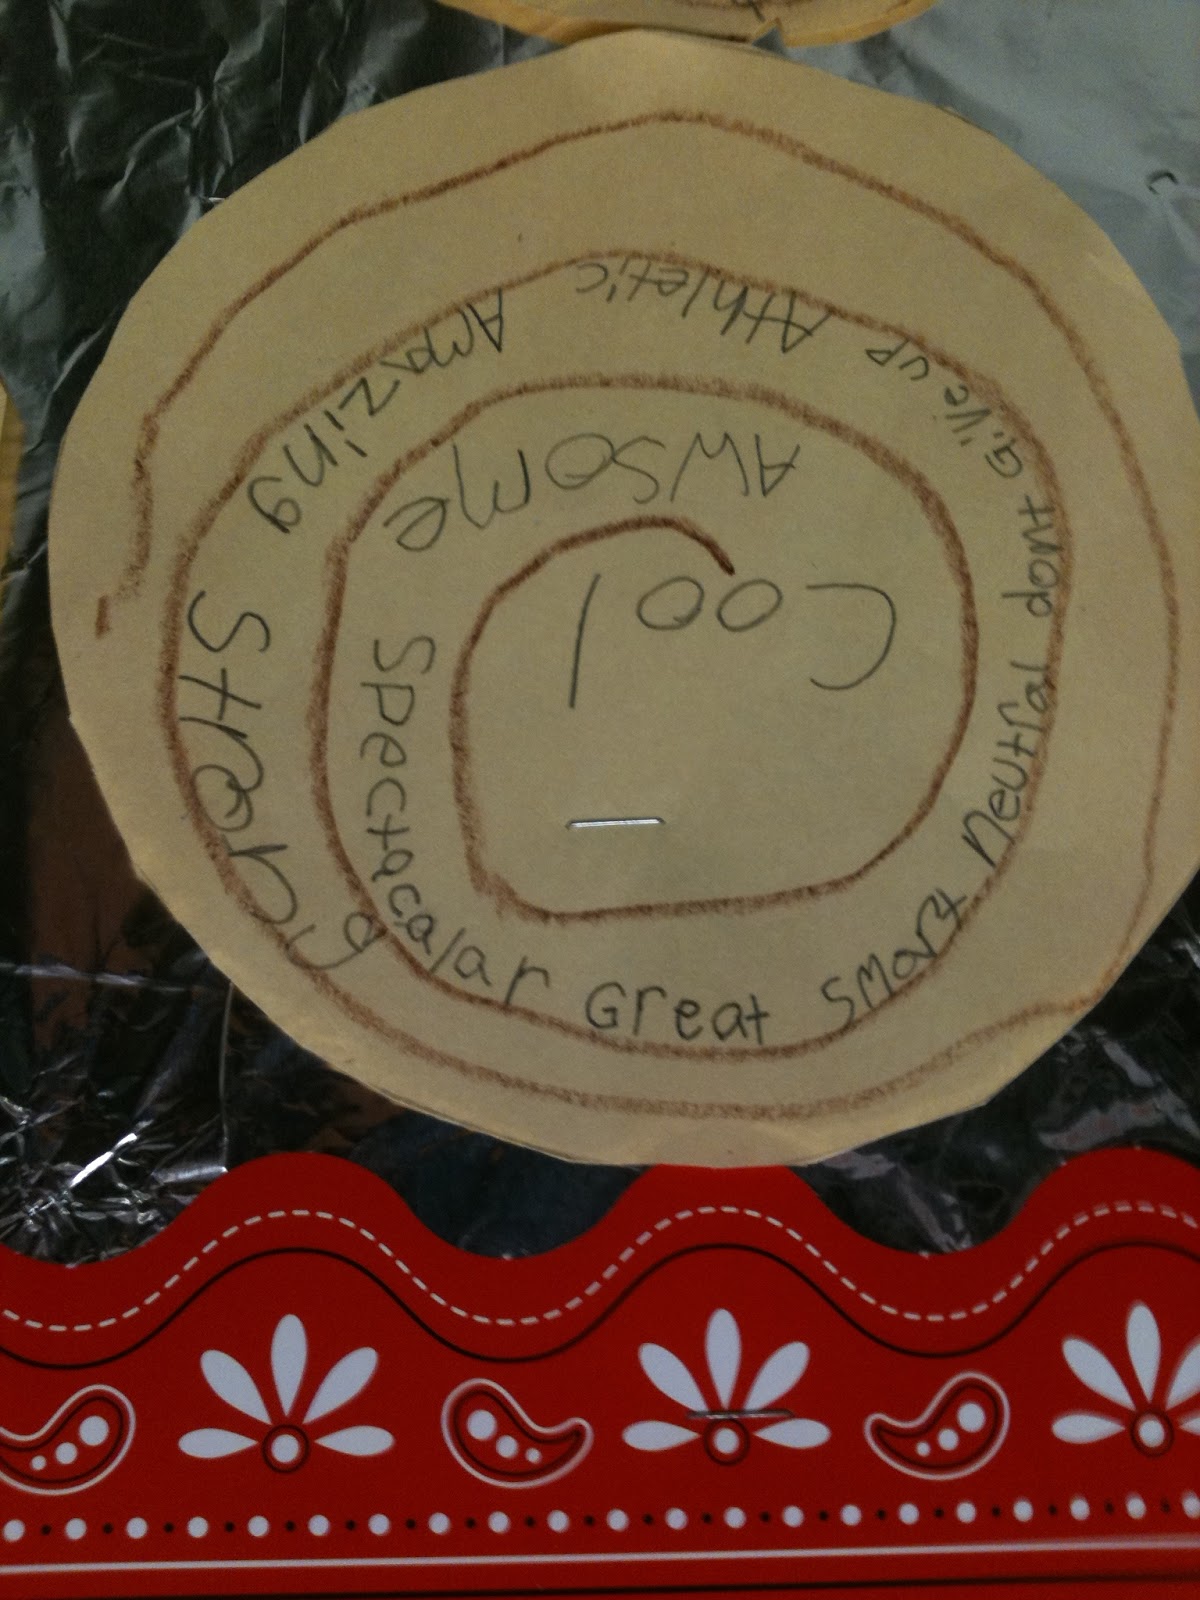 Cool
AWSome
Spectacalar Great smart neutral dont Give up Athletic Amazing Strong